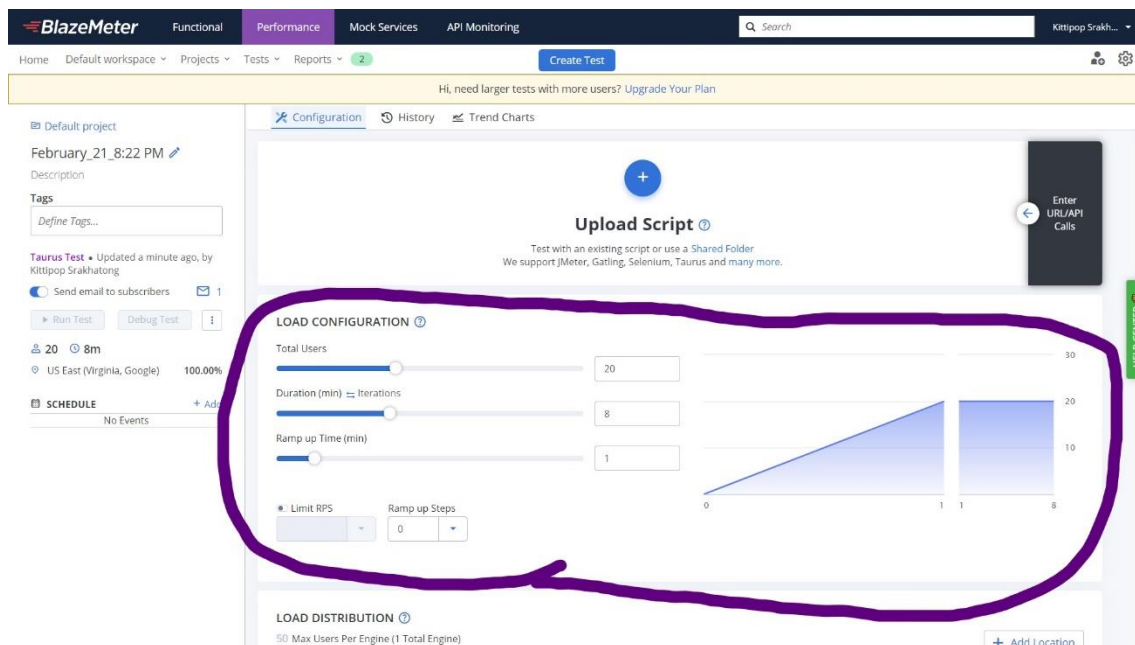 BlazeMeter
Functional
Performance
Mock Services
API Monitoring
Search
Kittipop Srakh...
Home
Default workspace
Projects
Tests
Reports
2
Create Test
Hi, need larger tests with more users? Upgrade Your Plan
Default project
February_21_8:22 PM
Description
Tags
Define Tags...
Taurus Test • Updated a minute ago, by
Kittipop Srakhatong
Send email to subscribers
1
Run Test
Debug Test
20
8m
US East (Virginia, Google)
100.00%
SCHEDULE
+ Add
No Events
Configuration
History
Trend Charts
Upload Script
Test with an existing script or use a Shared Folder
We support JMeter, Gatling, Selenium, Taurus and many more.
Enter
URL/API
Calls
LOAD CONFIGURATION
Total Users
20
Duration (min) Iterations
8
Ramp up Time (min)
1
Limit RPS
Ramp up Steps
0
30
20
10
0
1
1
8
LOAD DISTRIBUTION
50 Max Users Per Engine (1 Total Engine)
+ Add Location